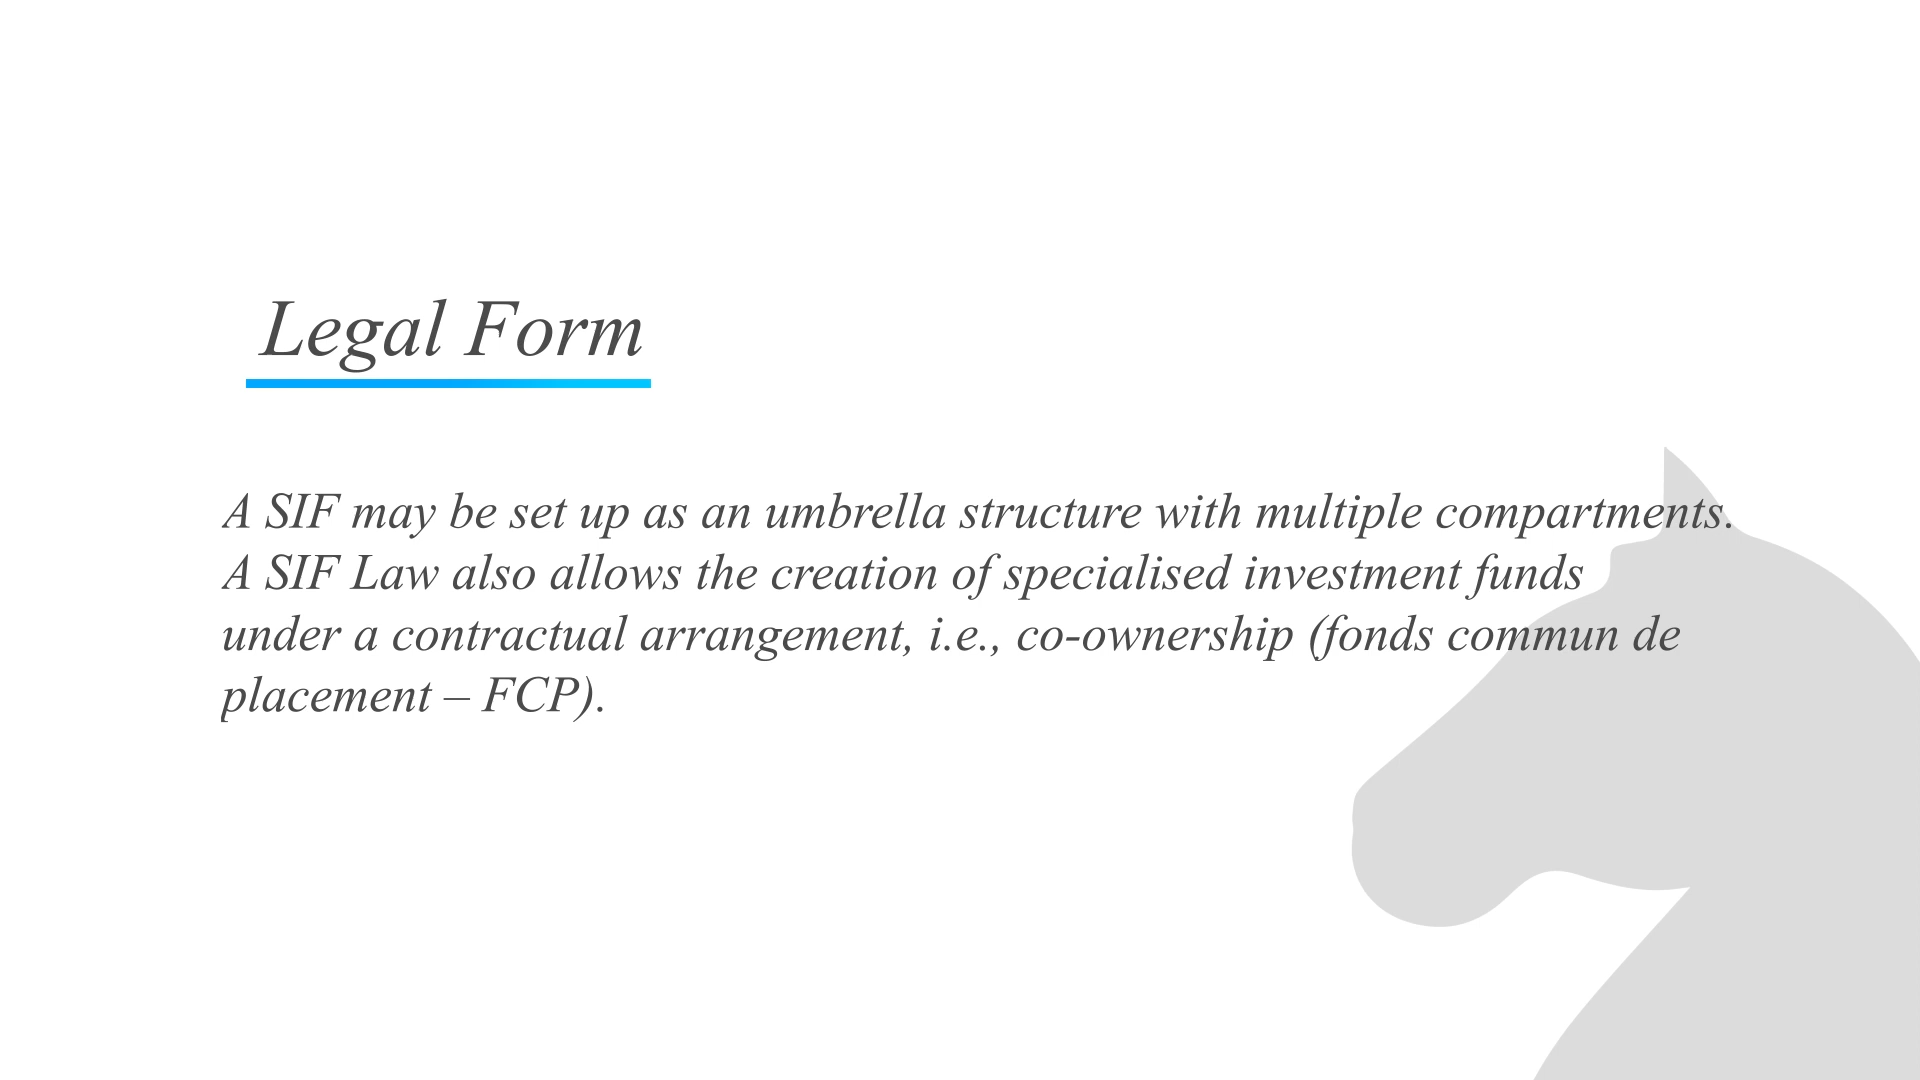 Legal Form
A SIF may be set up as an umbrella structure with multiple compartments.
A SIF Law also allows the creation of specialised investment funds
under a contractual arrangement, i.e., co-ownership (fonds commun de
placement – FCP).